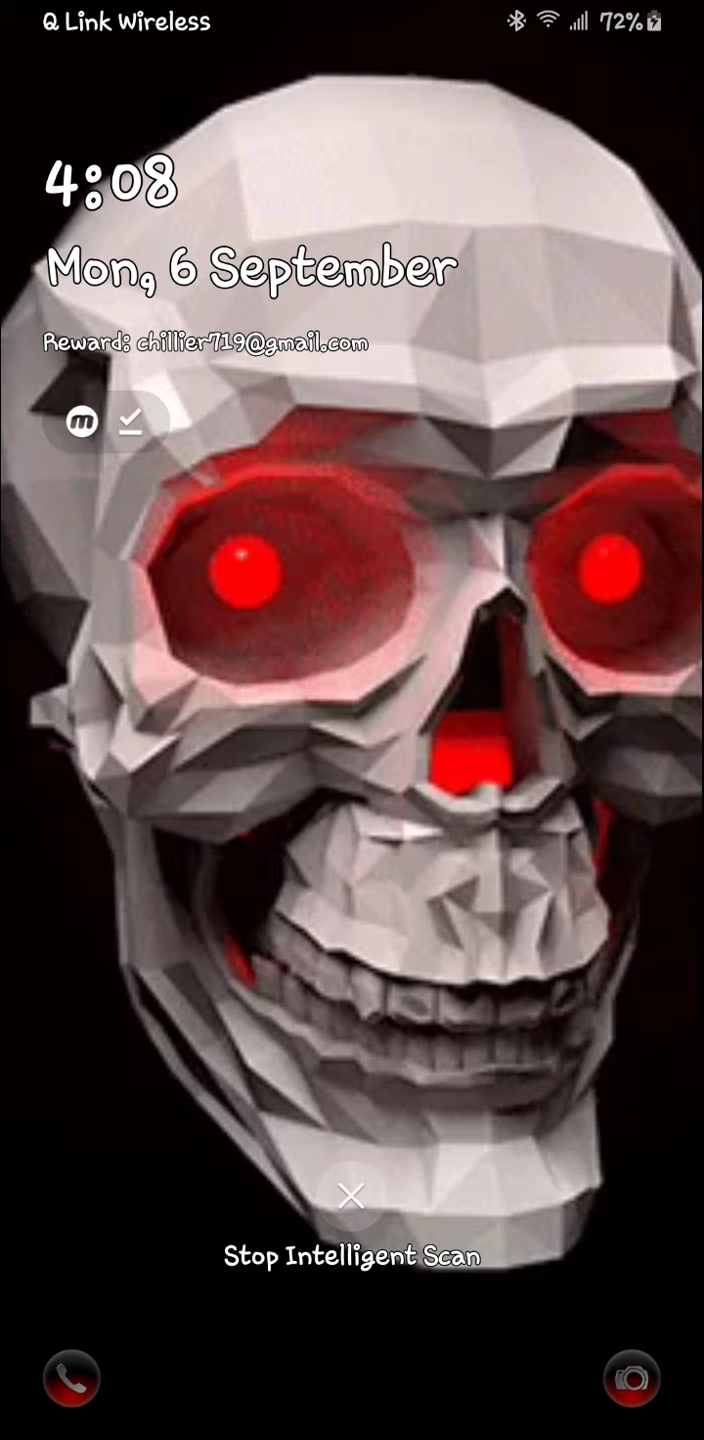 Q Link Wireless
72%
4:08
Mon, 6 September
Reward: chillier719@gmail.com
m
Stop Intelligent Scan